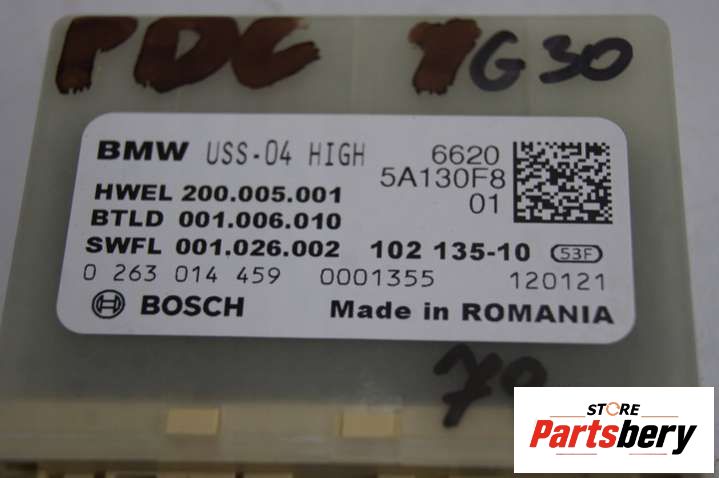 PDC G30
BMW USS-04 HIGH 6620
5A130F8
01
HWEL 200.005.001
BTLD 001.006.010
SWFL 001.026.002 102 135-10 S3F
0 263 014 459 0001355 120121
BOSCH Made in ROMANIA
STORE
Partsbery